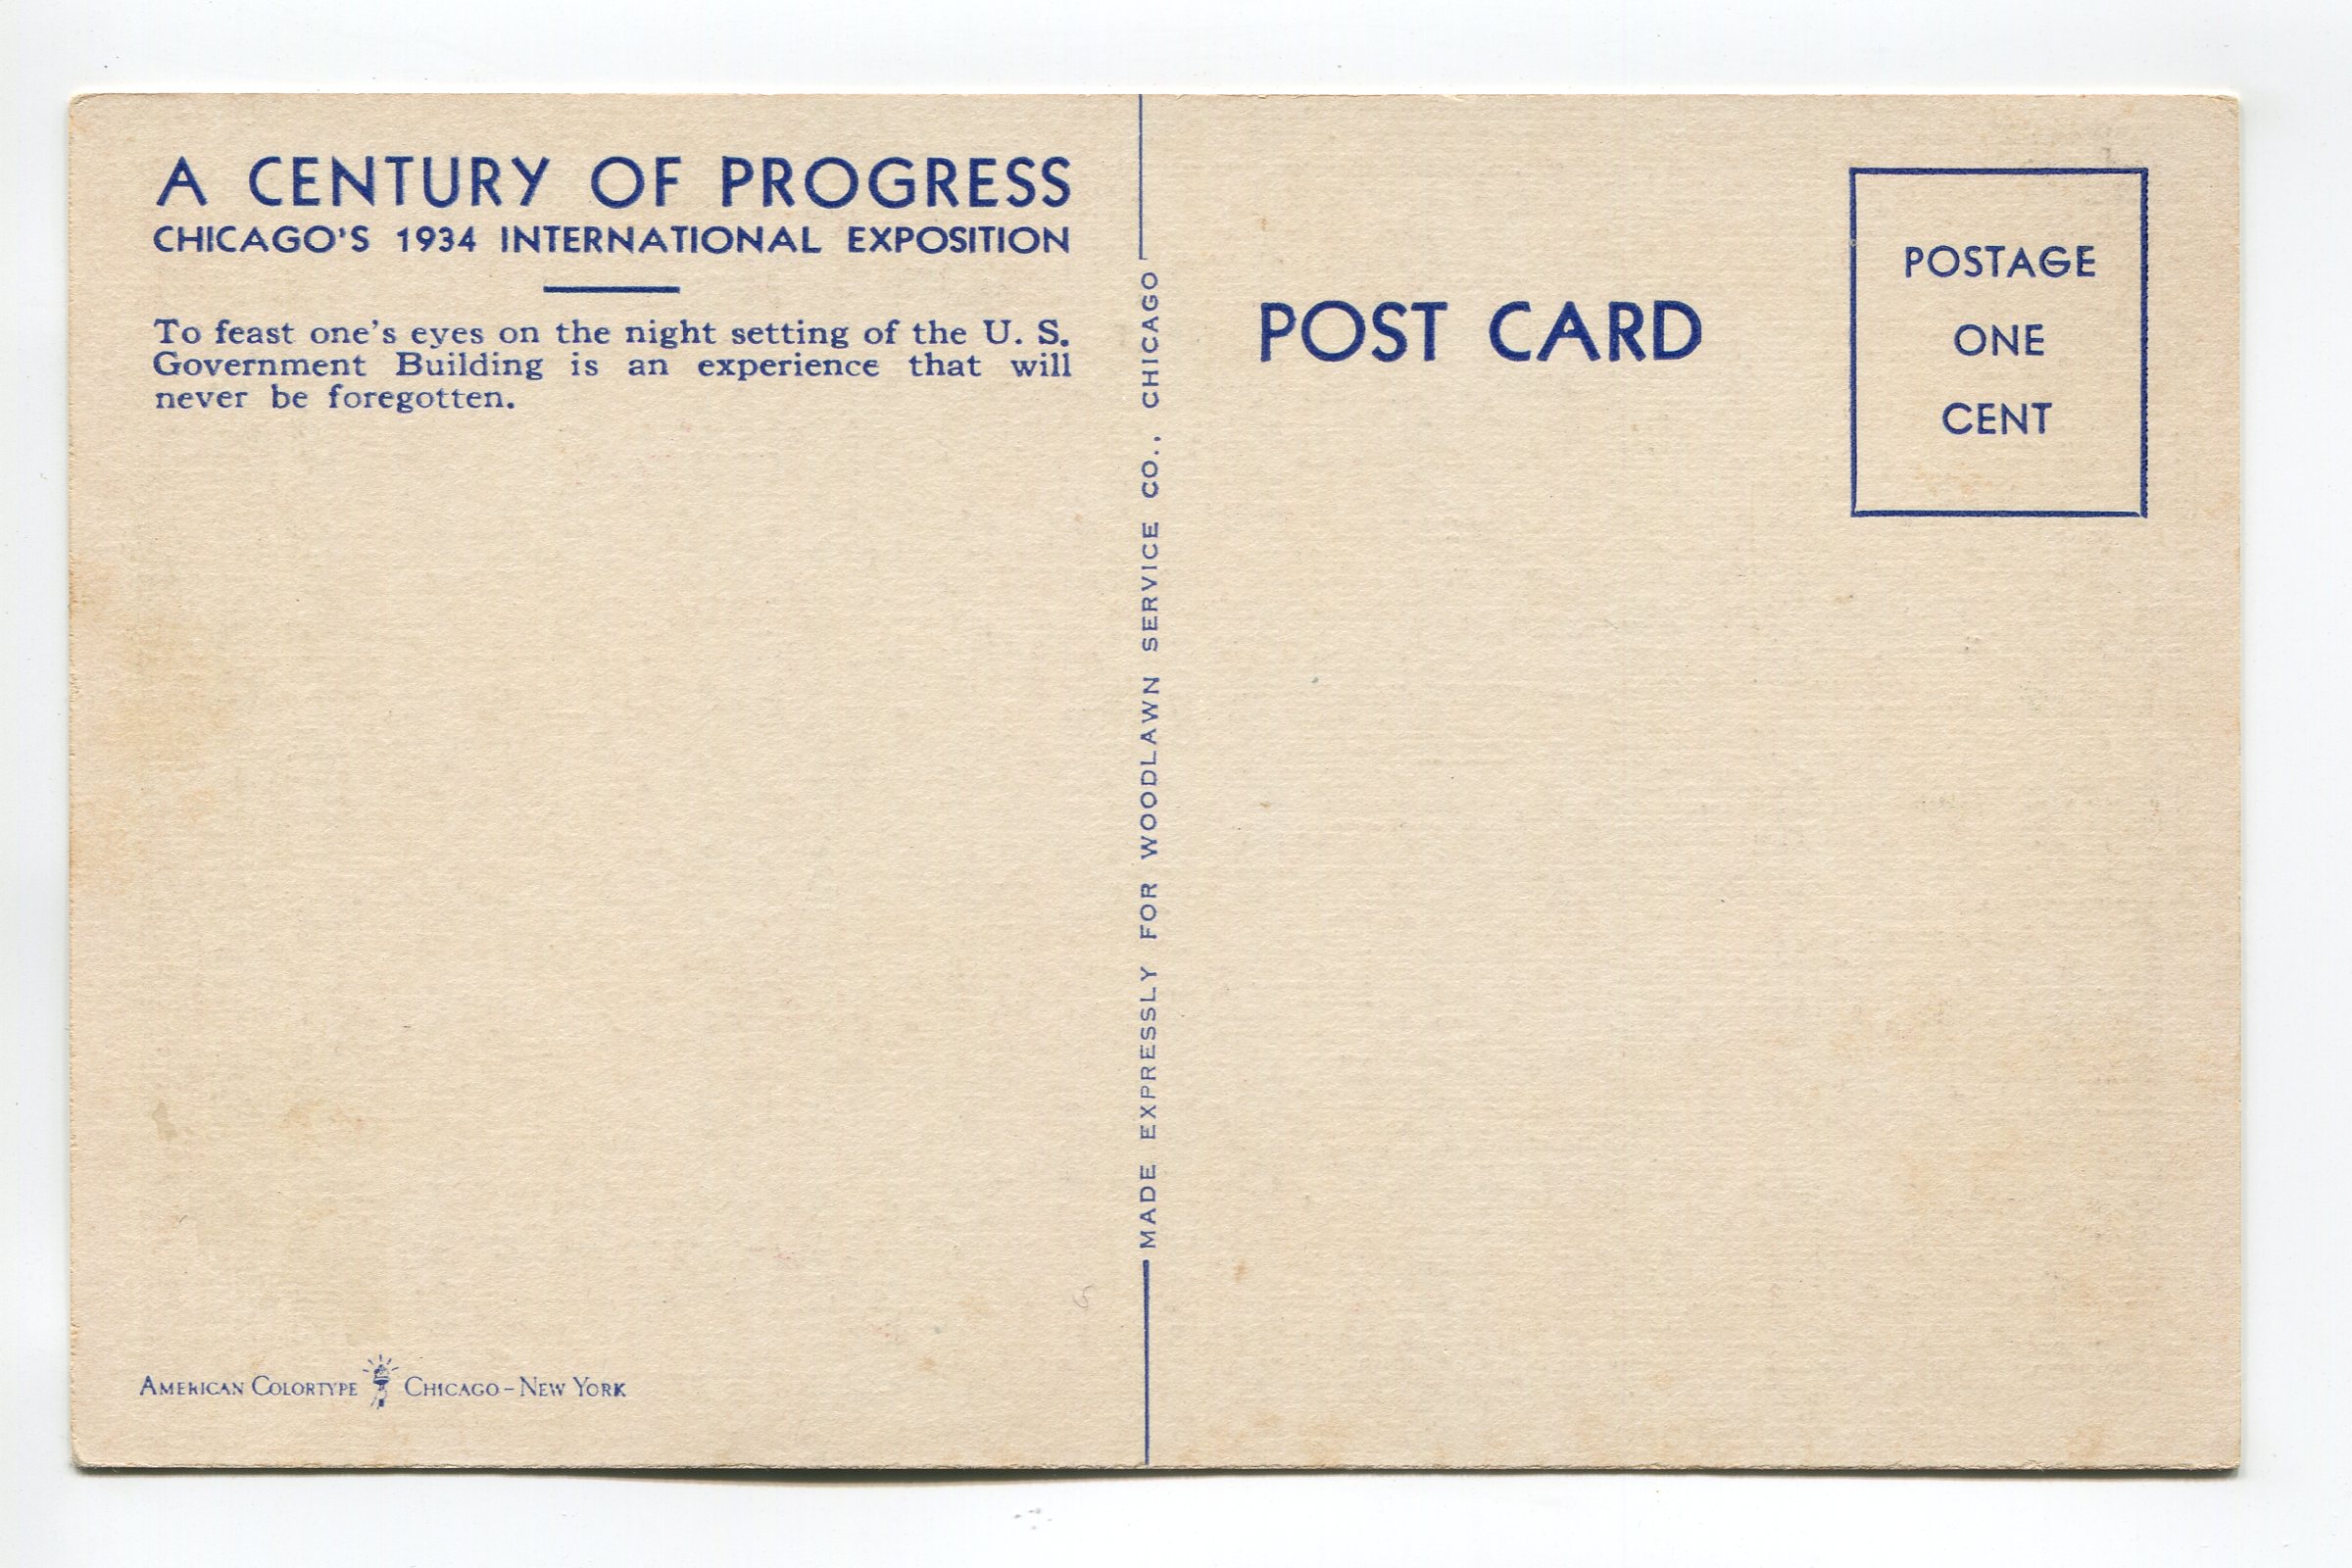 A CENTURY OF PROGRESS
CHICAGO'S 1934 INTERNATIONAL EXPOSITION
To feast one's eyes on the night setting of the U. S.
Government Building is an experience that will
never be foregotten.
AMERICAN COLORTYPE CHICAGO-NEW YORK
MADE EXPRESSLY FOR WOODLAWN SERVICE CO., CHICAGO
POST CARD
POSTAGE
ONE
CENT